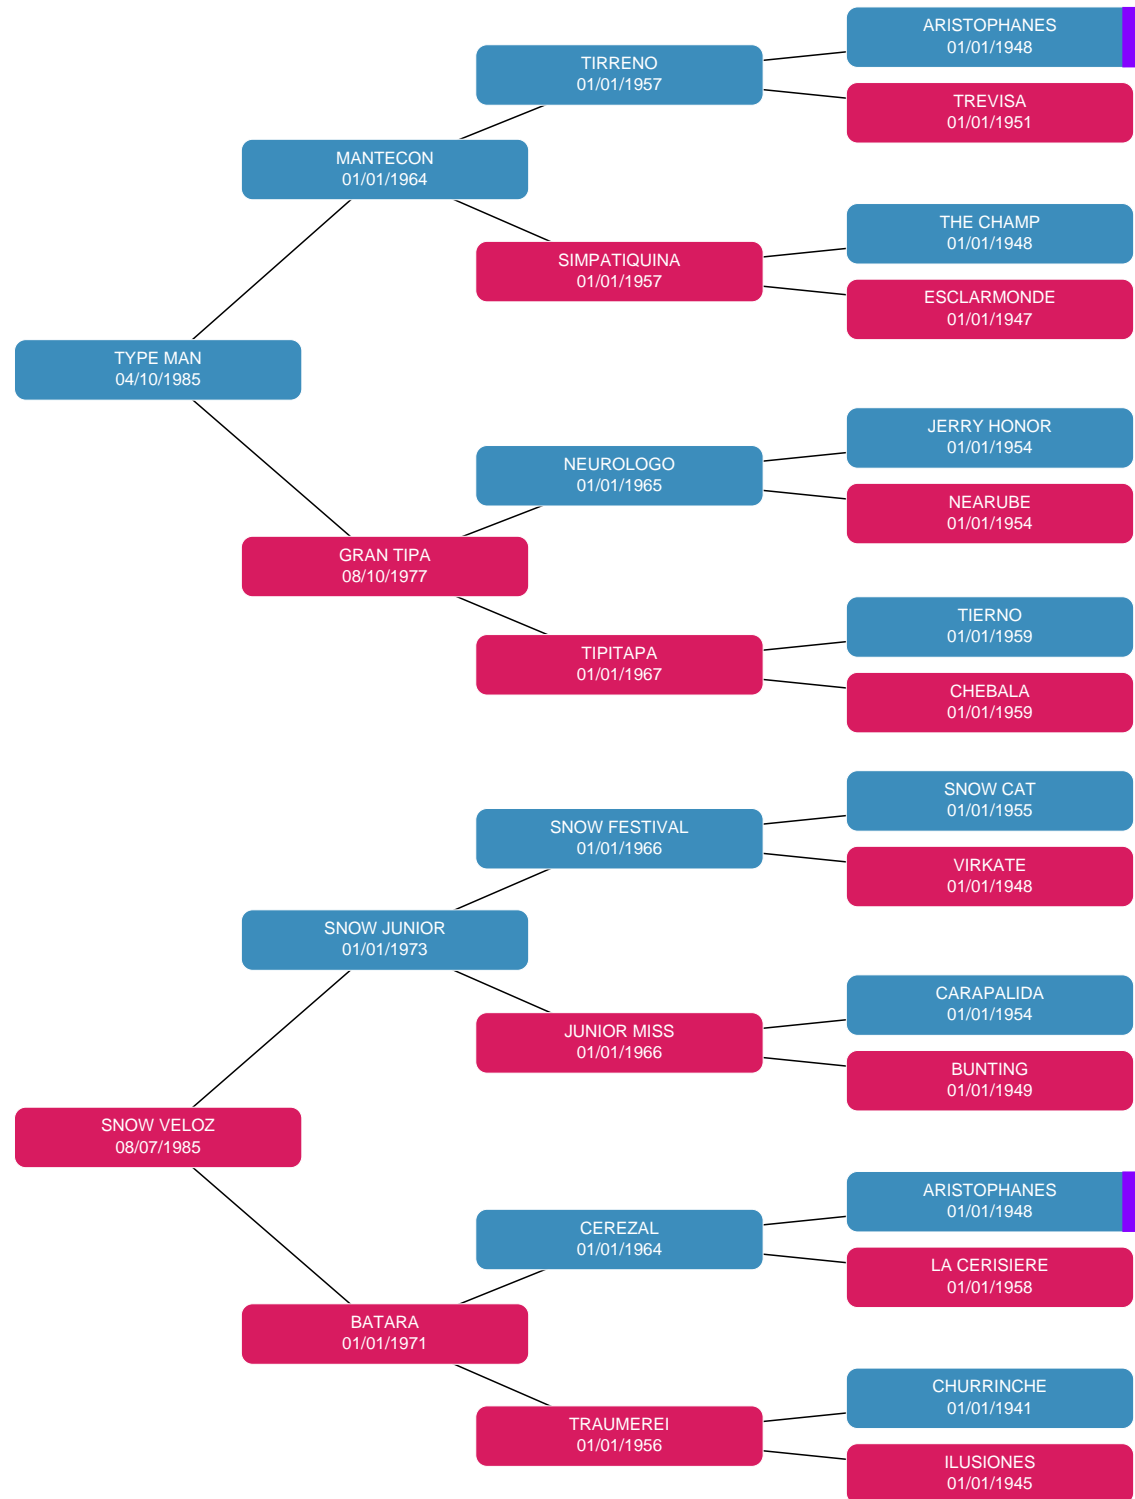 ARISTOPHANES
01/01/1948
TIRRENO
01/01/1957
TREVISA
01/01/1951
MANTECON
01/01/1964
THE CHAMP
01/01/1948
SIMPATIQUINA
01/01/1957
ESCLARMONDE
01/01/1947
TYPE MAN
04/10/1985
JERRY HONOR
01/01/1954
NEUROLOGO
01/01/1965
NEARUBE
01/01/1954
GRAN TIPA
08/10/1977
TIERNO
01/01/1959
TIPITAPA
01/01/1967
CHEBALA
01/01/1959
SNOW CAT
01/01/1955
SNOW FESTIVAL
01/01/1966
VIRKATE
01/01/1948
SNOW JUNIOR
01/01/1973
CARAPALIDA
01/01/1954
JUNIOR MISS
01/01/1966
BUNTING
01/01/1949
SNOW VELOZ
08/07/1985
ARISTOPHANES
01/01/1948
CEREZAL
01/01/1964
LA CERISIERE
01/01/1958
BATARA
01/01/1971
CHURRINCHE
01/01/1941
TRAUMEREI
01/01/1956
ILUSIONES
01/01/1945